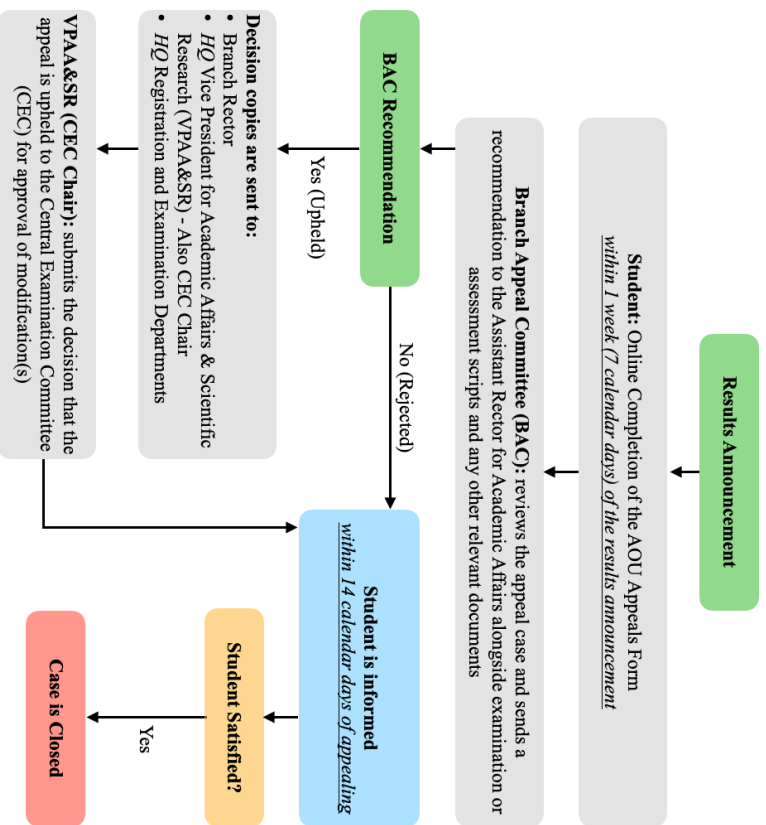 Results Announcement
Student: Online Completion of the AOU Appeals Form
within 1 week (7 calendar days) of the results announcement
Branch Appeal Committee (BAC): reviews the appeal case and sends a
recommendation to the Assistant Rector for Academic Affairs alongside examination or
assessment scripts and any other relevant documents
BAC Recommendation
Yes (Upheld)
No (Rejected)
Decision copies are sent to:
• Branch Rector
• HQ Vice President for Academic Affairs & Scientific
Research (VPAA&SR) - Also CEC Chair
• HQ Registration and Examination Departments
VPAA&SR (CEC Chair): submits the decision that the
appeal is upheld to the Central Examination Committee
(CEC) for approval of modification(s)
Student is informed
within 14 calendar days of appealing
Student Satisfied?
Yes
Case is Closed